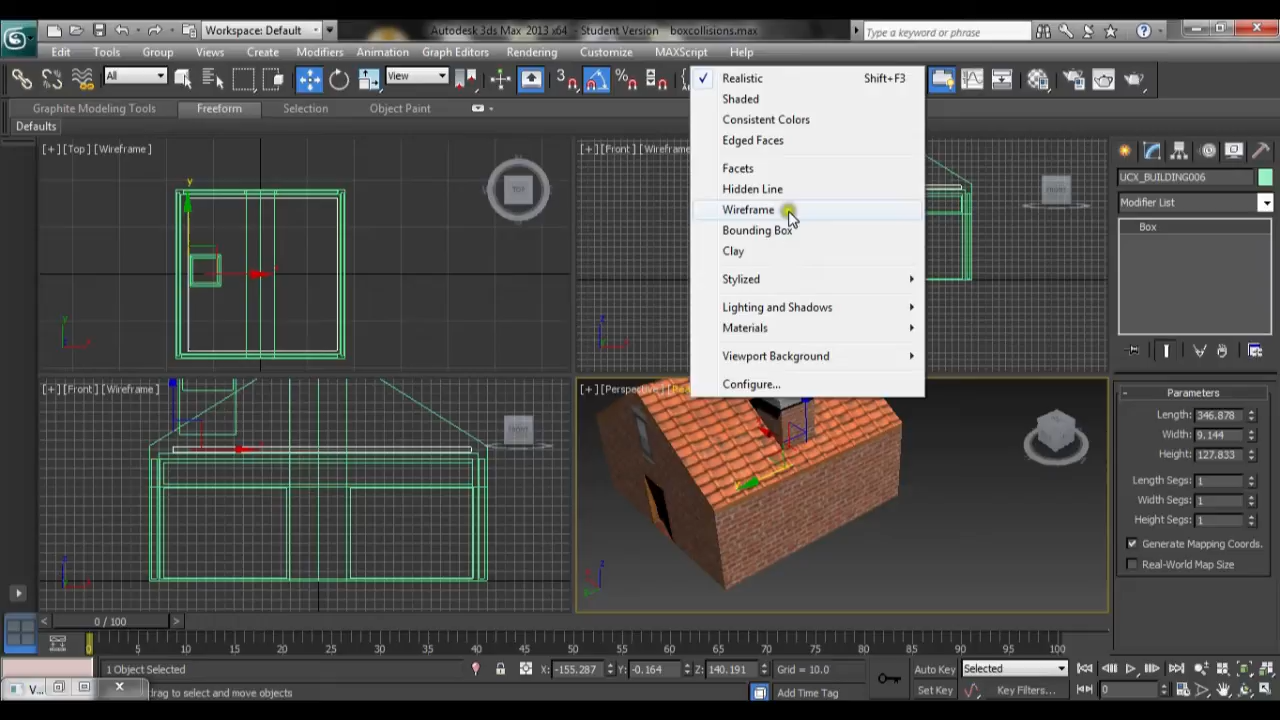 Workspace: Default
Autodesk 3ds Max 2013 x64 - Student Version boxcollisions.max
Type a keyword or phrase
Edit Tools Group Views Create Modifiers Animation Graph Editors Rendering Customize MAXScript Help
All
View
3
Graphite Modeling Tools Freeform Selection Object Paint
Defaults
[+] [Top] [Wireframe]
TOP
y
[+] [Front] [Wireframe
FRONT
Realistic Shift+F3
Shaded
Consistent Colors
Edged Faces
Facets
Hidden Line
Wireframe
Bounding Box
Clay
Stylized
Lighting and Shadows
Materials
Viewport Background
Configure...
[+] [Front] [Wireframe]
FRONT
[+] [Perspective]
UCX_BUILDING006
Modifier List
Box
- Parameters
Length: 346.878
Width: 9.144
Height: 127.833
Length Segs: 1
Width Segs: 1
Height Segs: 1
Generate Mapping Coords.
Real-World Map Size
< 0 / 100 >
0 5 10 15 20 25 30 35 40 45 50 55 60 65 70 75 80 85 90 95 100
1 Object Selected
X: -155.287 Y: -0.164 Z: 140.191 Grid = 10.0
Auto Key Selected
V...
drag to select and move objects
Add Time Tag
Set Key Key Filters... 0